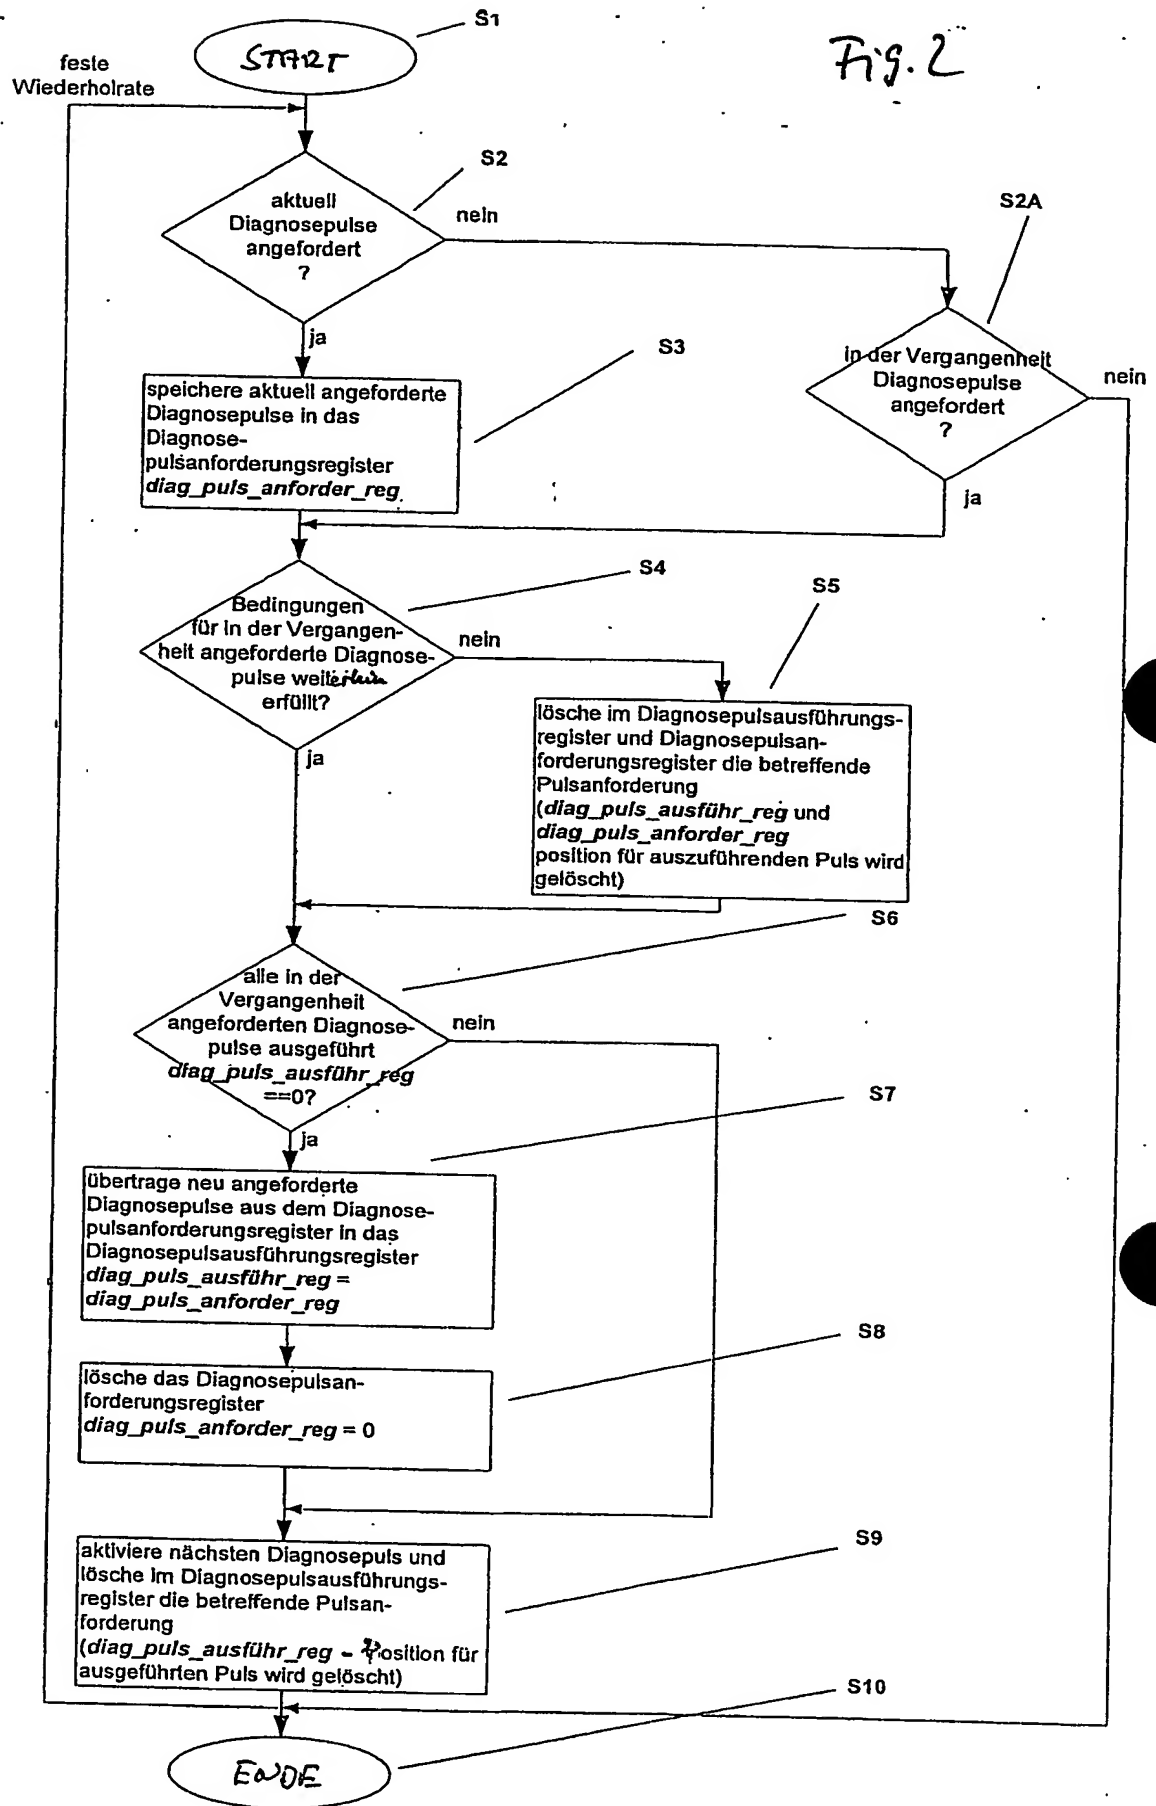 S1
START
Fig. 2
feste
Wiederholrate
S2
aktuell
Diagnosepulse
angefordert
?
nein
S2A
ja
in der Vergangenheit
Diagnosepulse
angefordert
?
nein
S3
speichere aktuell angeforderte
Diagnosepulse in das
Diagnose-
pulsanforderungsregister
diag_puls_anforder_reg
ja
S4
Bedingungen
für in der Vergangen-
heit angeforderte Diagnose-
pulse weiterhin
erfüllt?
nein
S5
lösche im Diagnosepulsausführungs-
register und Diagnosepulsan-
forderungsregister die betreffende
Pulsanforderung
(diag_puls_ausführ_reg und
diag_puls_anforder_reg
position für auszuführenden Puls wird
gelöscht)
ja
S6
alle in der
Vergangenheit
angeforderten Diagnose-
pulse ausgeführt
diag_puls_ausführ_reg
==0?
nein
S7
ja
übertrage neu angeforderte
Diagnosepulse aus dem Diagnose-
pulsanforderungsregister in das
Diagnosepulsausführungsregister
diag_puls_ausführ_reg =
diag_puls_anforder_reg
S8
lösche das Diagnosepulsan-
forderungsregister
diag_puls_anforder_reg = 0
S9
aktiviere nächsten Diagnosepuls und
lösche im Diagnosepulsausführungs-
register die betreffende Pulsan-
forderung
(diag_puls_ausführ_reg - Position für
ausgeführten Puls wird gelöscht)
S10
ENDE